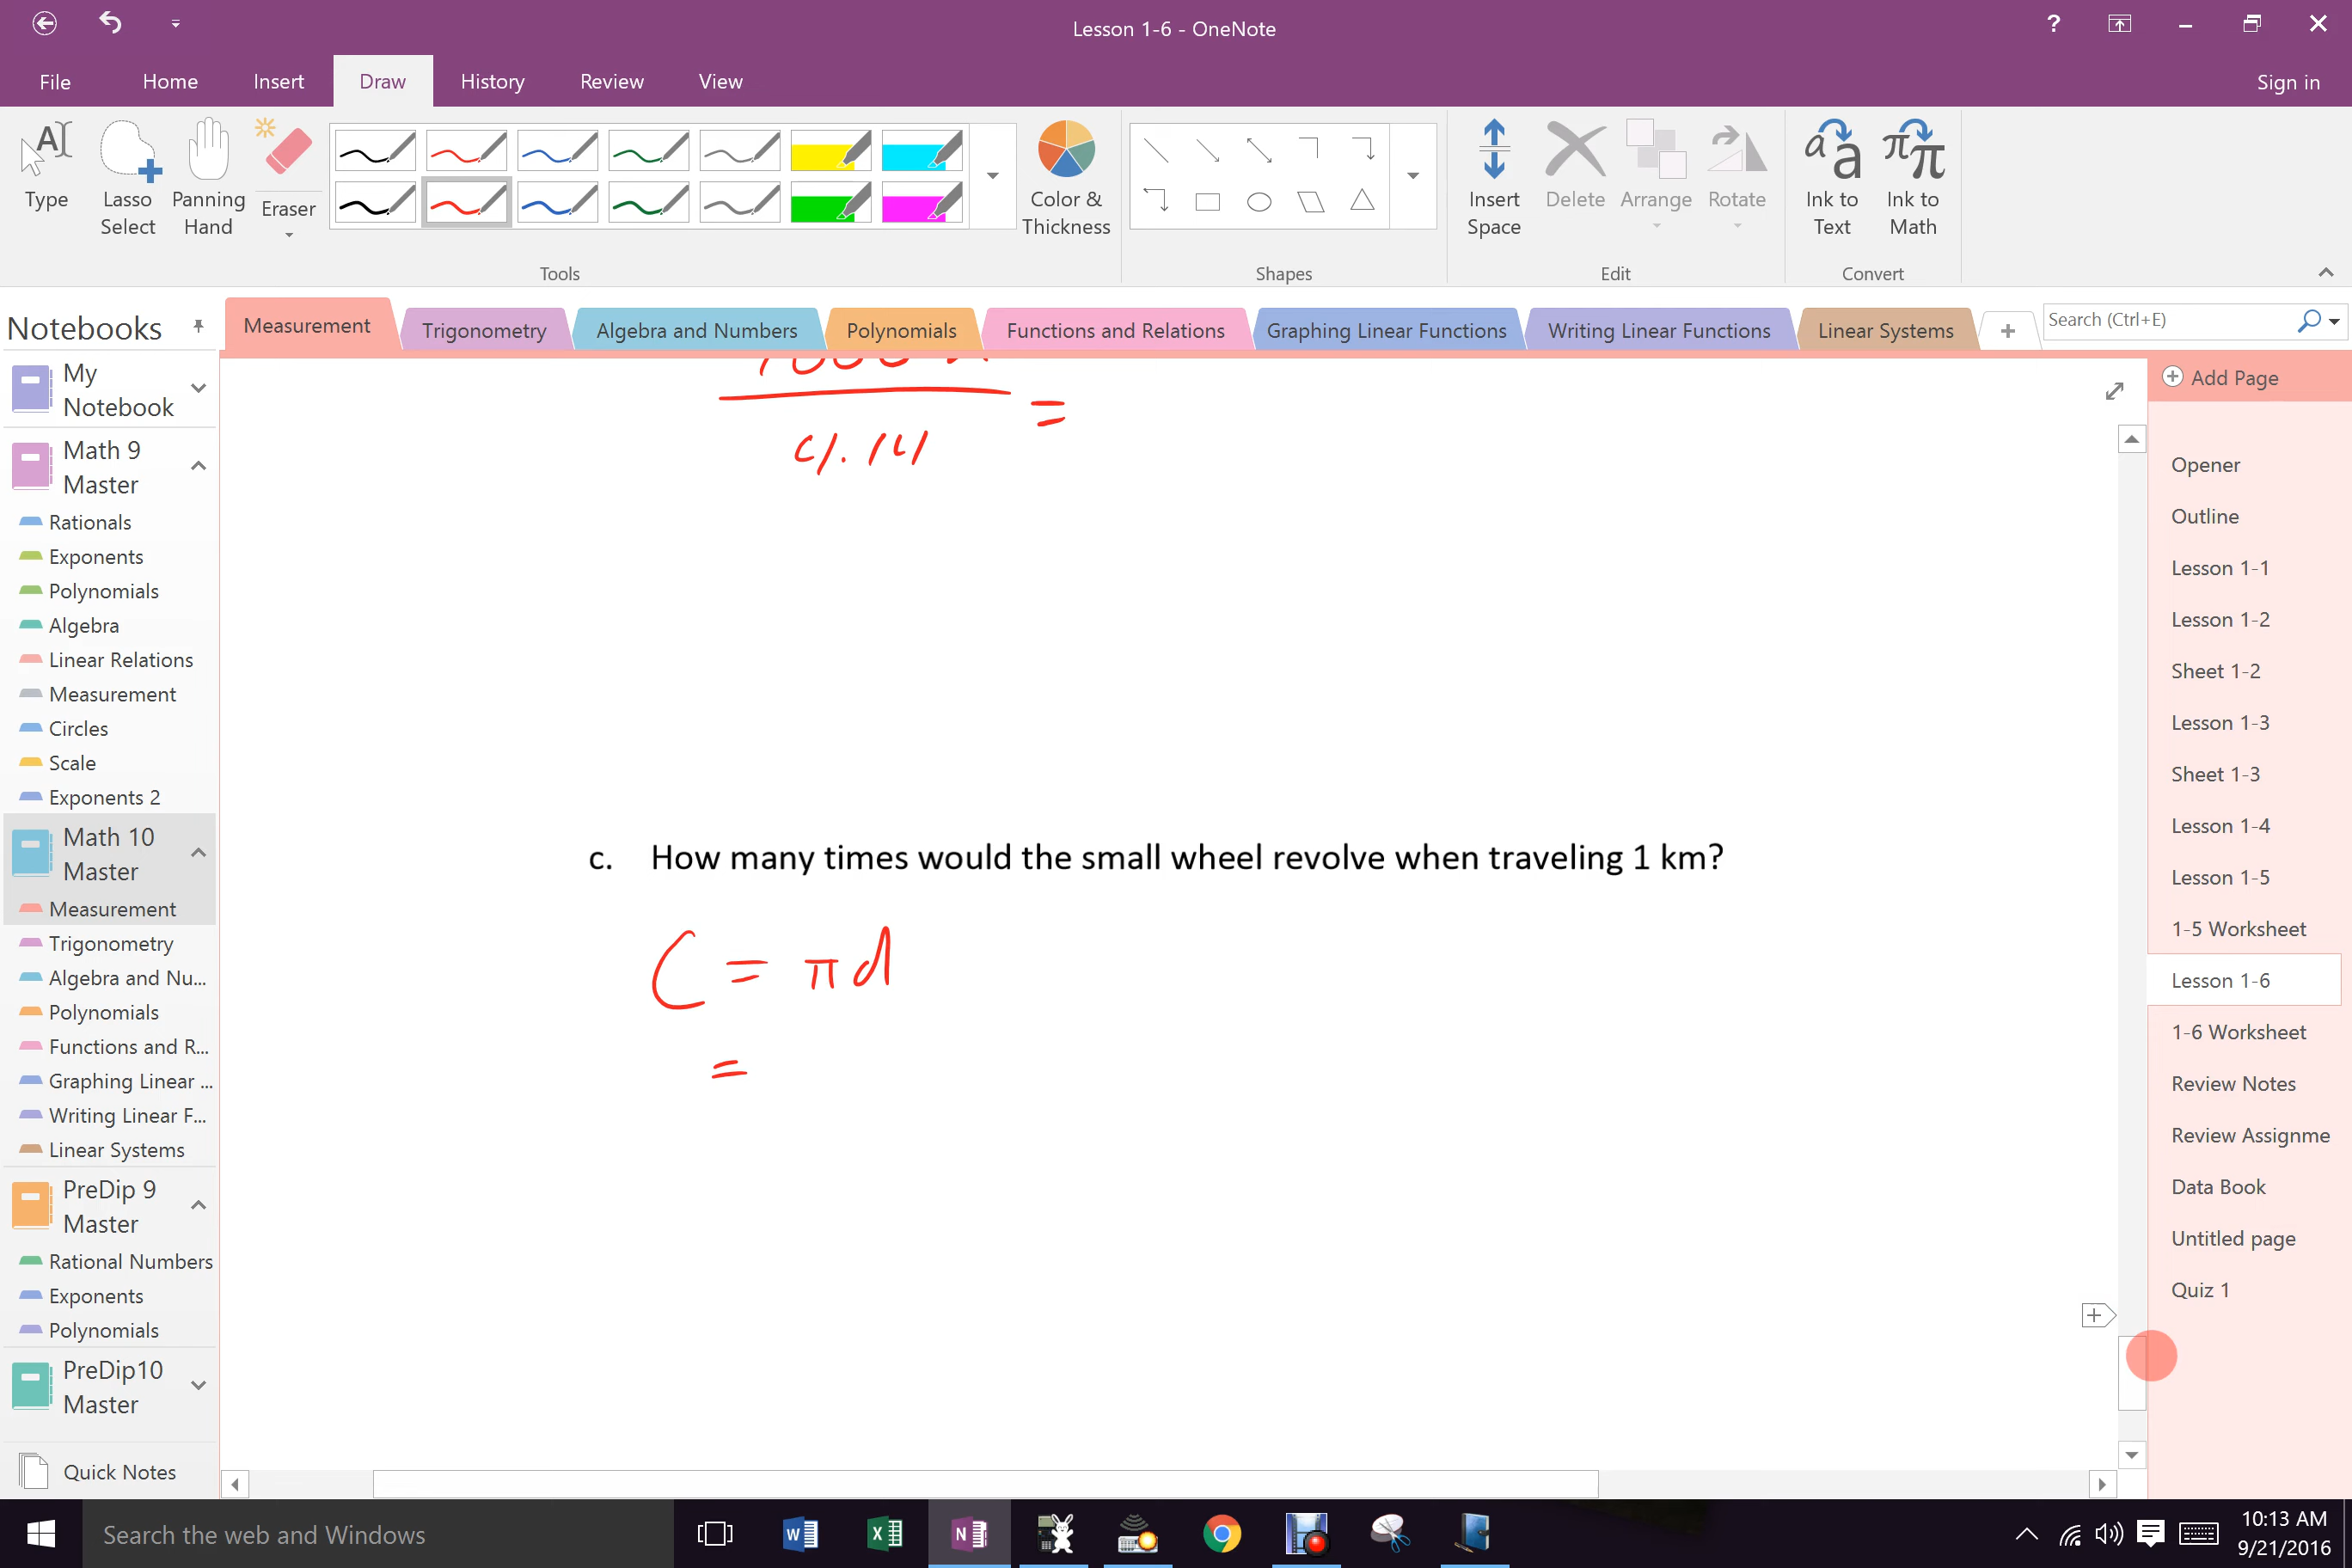 Lesson 1-6 - OneNote
?
File Home Insert Draw History Review View Sign in
Type
Lasso Select
Panning Hand
Eraser
Color & Thickness
Insert Space
Delete
Arrange
Rotate
Ink to Text
Ink to Math
Tools Shapes Edit Convert
Notebooks
Measurement Trigonometry Algebra and Numbers Polynomials Functions and Relations Graphing Linear Functions Writing Linear Functions Linear Systems + Search (Ctrl+E)
My Notebook
Math 9 Master
Rationals
Exponents
Polynomials
Algebra
Linear Relations
Measurement
Circles
Scale
Exponents 2
Math 10 Master
Measurement
Trigonometry
Algebra and Nu...
Polynomials
Functions and R...
Graphing Linear ...
Writing Linear F...
Linear Systems
PreDip 9 Master
Rational Numbers
Exponents
Polynomials
PreDip10 Master
Quick Notes
=
4.14
c. How many times would the small wheel revolve when traveling 1 km?
C = πd
=
Add Page
Opener
Outline
Lesson 1-1
Lesson 1-2
Sheet 1-2
Lesson 1-3
Sheet 1-3
Lesson 1-4
Lesson 1-5
1-5 Worksheet
Lesson 1-6
1-6 Worksheet
Review Notes
Review Assignme
Data Book
Untitled page
Quiz 1
Search the web and Windows
10:13 AM
9/21/2016